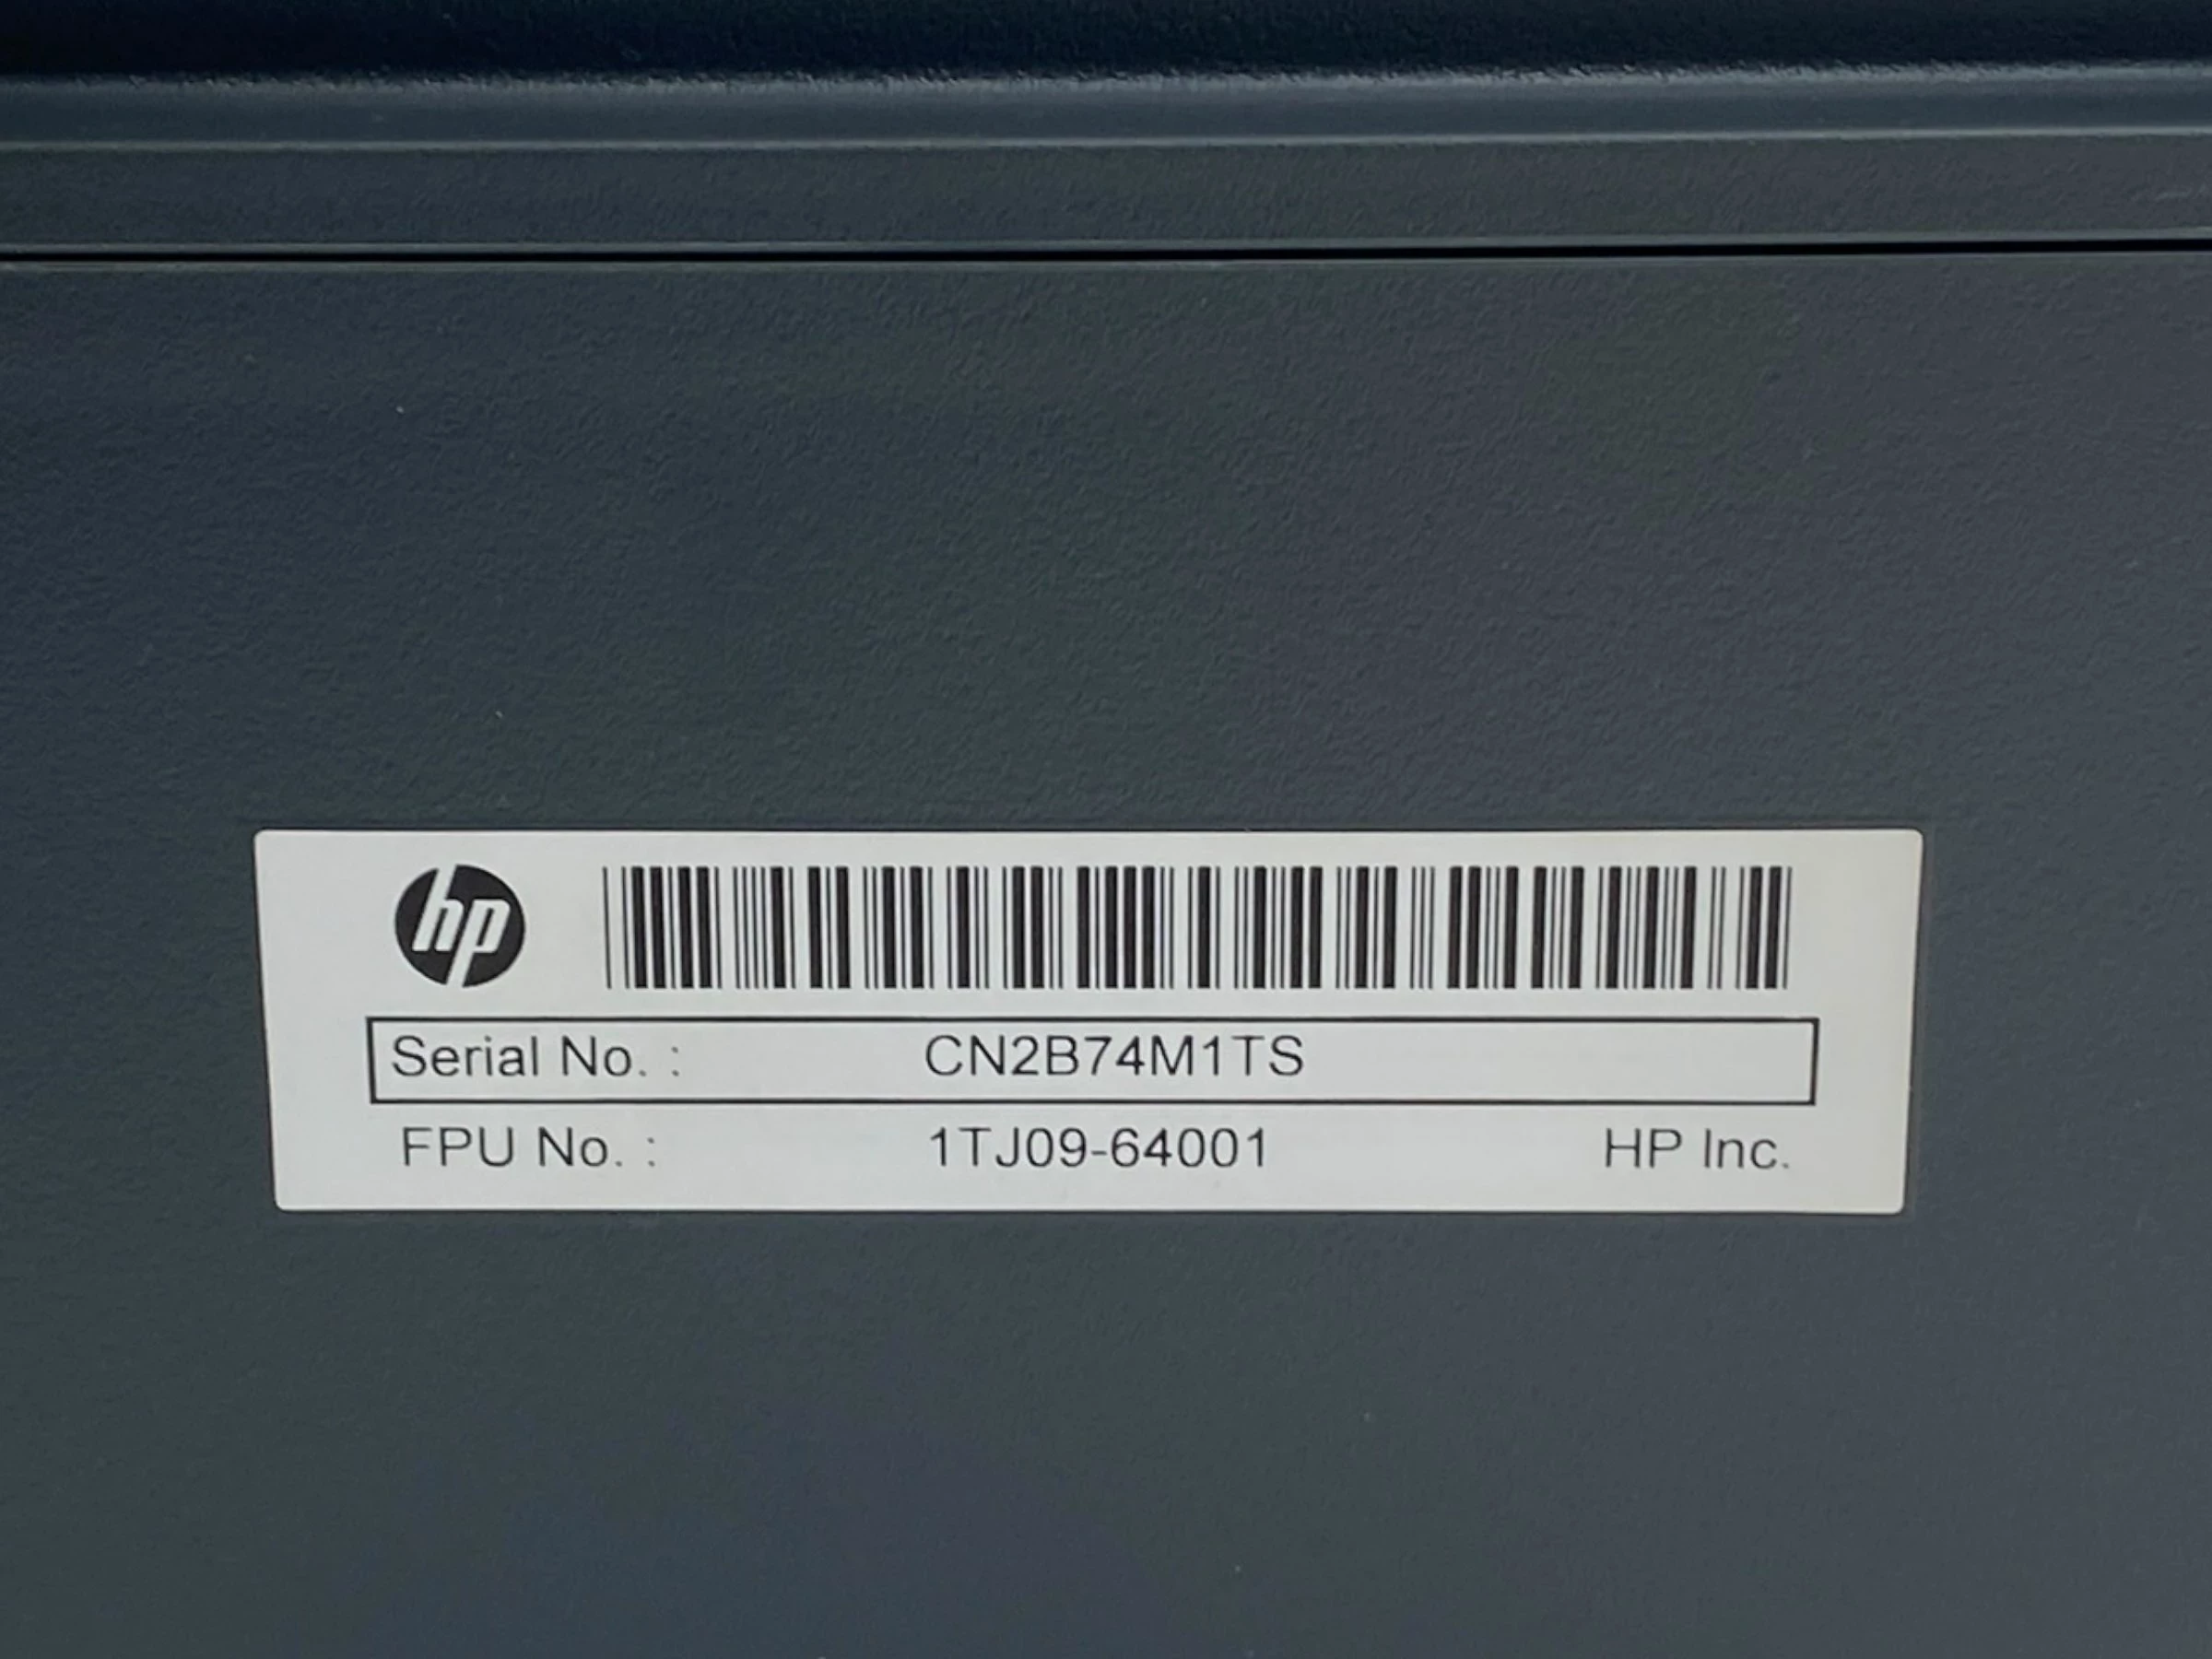 hp
Serial No. : CN2B74M1TS
FPU No. : 1TJ09-64001 HP Inc.